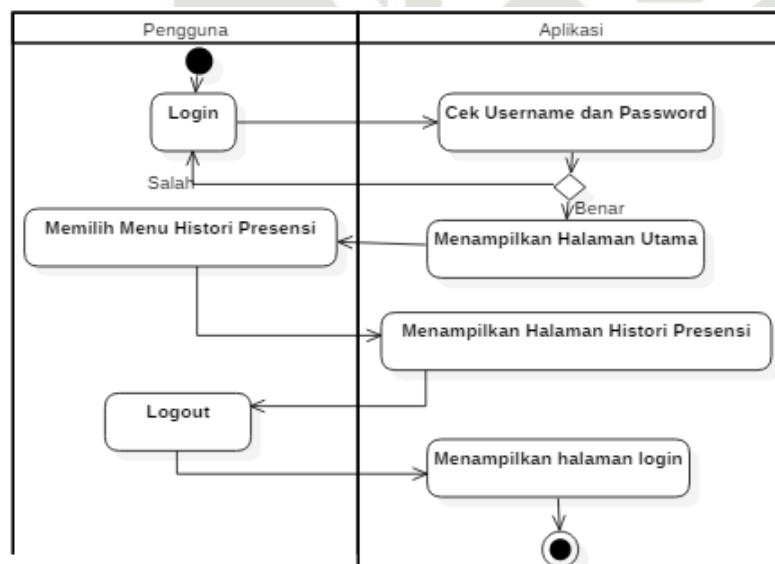 Pengguna
Aplikasi
Login
Cek Username dan Password
Salah
Benar
Memilih Menu Histori Presensi
Menampilkan Halaman Utama
Menampilkan Halaman Histori Presensi
Logout
Menampilkan halaman login